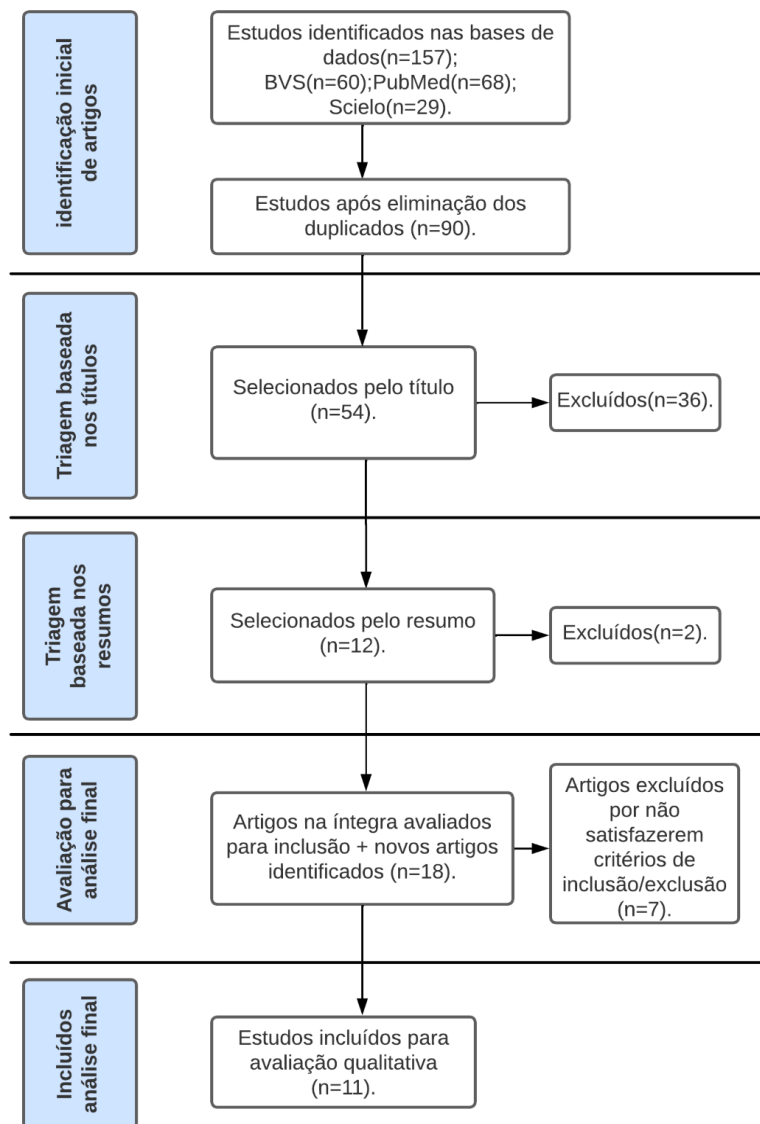 identificação inicial
de artigos
Estudos identificados nas bases de
dados(n=157);
BVS(n=60);PubMed(n=68);
Scielo(n=29).
Estudos após eliminação dos
duplicados (n=90).
Triagem baseada
nos títulos
Selecionados pelo título
(n=54).
Excluídos(n=36).
Triagem
baseada nos
resumos
Selecionados pelo resumo
(n=12).
Excluídos(n=2).
Avaliação para
análise final
Artigos na íntegra avaliados
para inclusão + novos artigos
identificados (n=18).
Artigos excluídos
por não
satisfazerem
critérios de
inclusão/exclusão
(n=7).
Incluídos
análise final
Estudos incluídos para
avaliação qualitativa
(n=11).